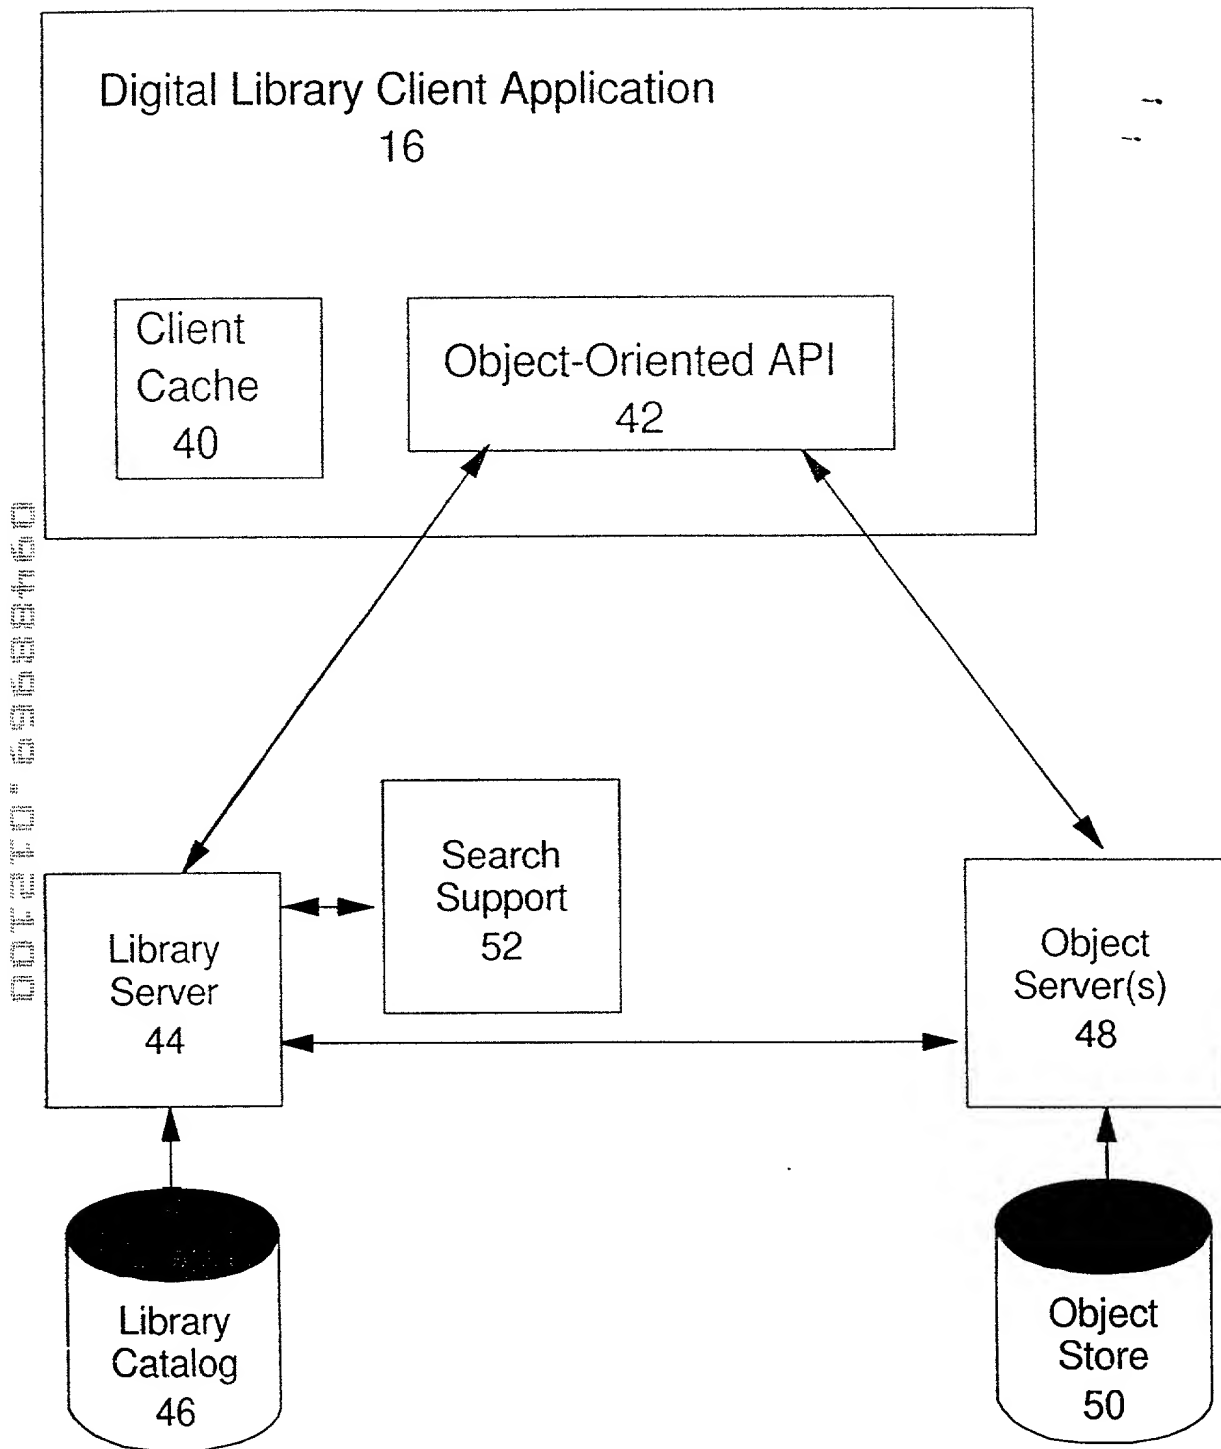 Digital Library Client Application
16
Client
Cache
40
Object-Oriented API
42
Search
Support
52
Library
Server
44
Object
Server(s)
48
Library
Catalog
46
Object
Store
50